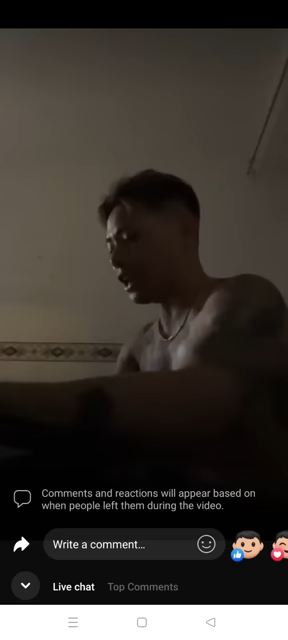 Comments and reactions will appear based on
when people left them during the video.
Write a comment...
Live chat Top Comments